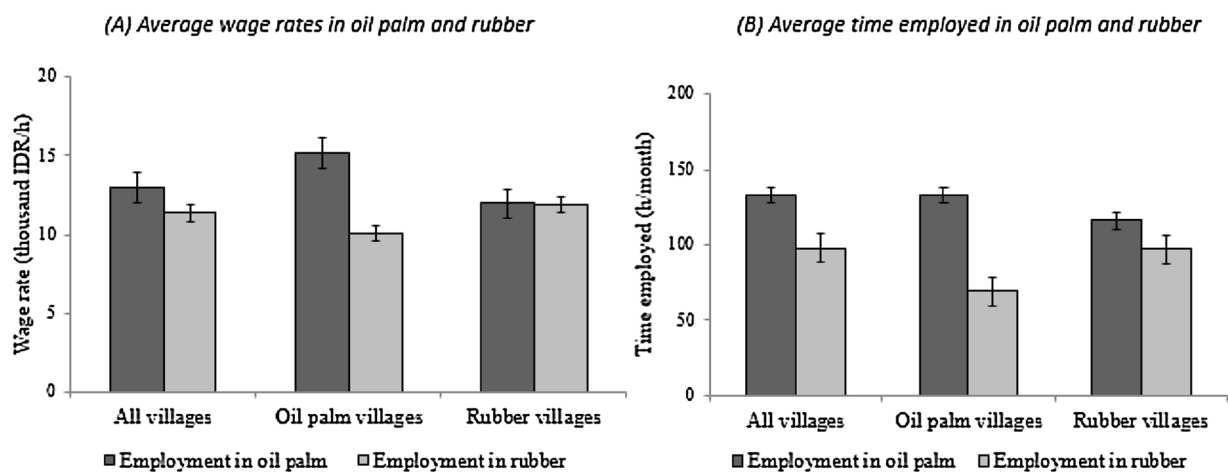 (A) Average wage rates in oil palm and rubber
Wage rate (thousand IDR/h)
20
15
10
5
0
All villages
Oil palm villages
Rubber villages
Employment in oil palm
Employment in rubber
(B) Average time employed in oil palm and rubber
Time employed (h/month)
200
150
100
50
0
All villages
Oil palm villages
Rubber villages
Employment in oil palm
Employment in rubber